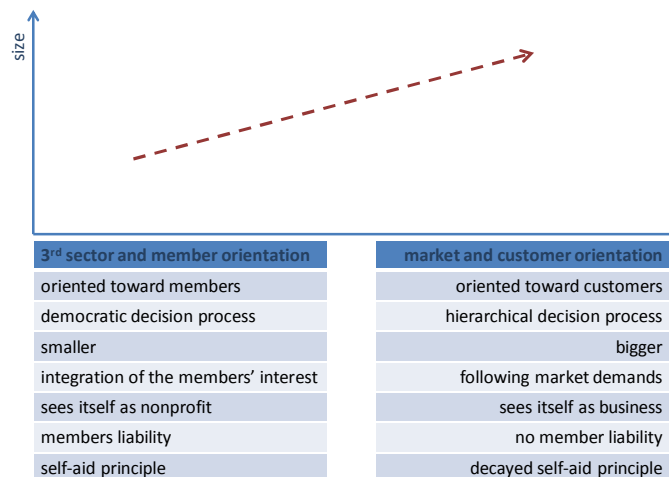 size
3rd sector and member orientation
market and customer orientation
oriented toward members
oriented toward customers
democratic decision process
hierarchical decision process
smaller
bigger
integration of the members’ interest
following market demands
sees itself as nonprofit
sees itself as business
members liability
no member liability
self-aid principle
decayed self-aid principle